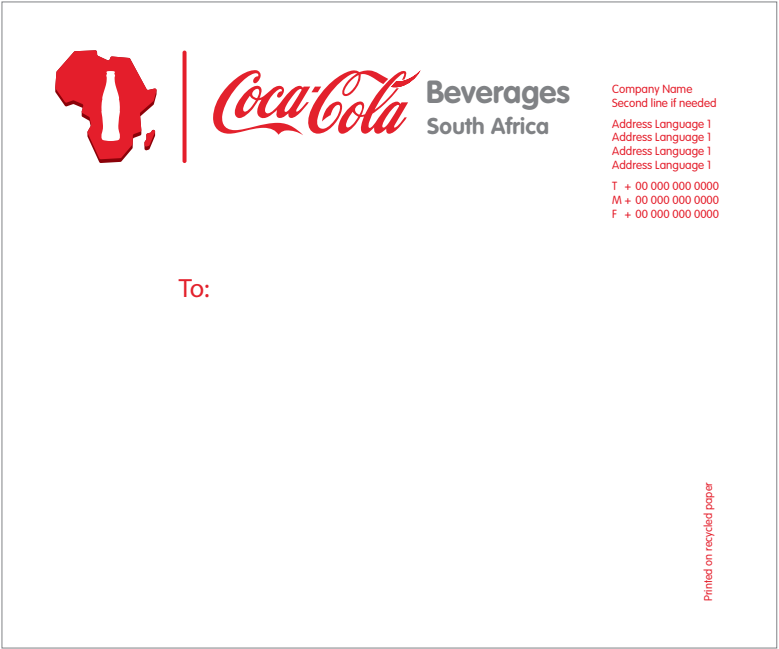 Coca-Cola Beverages
South Africa
Company Name
Second line if needed
Address Language 1
Address Language 1
Address Language 1
Address Language 1
T + 00 000 000 0000
M + 00 000 000 0000
F + 00 000 000 0000
To:
Printed on recycled paper